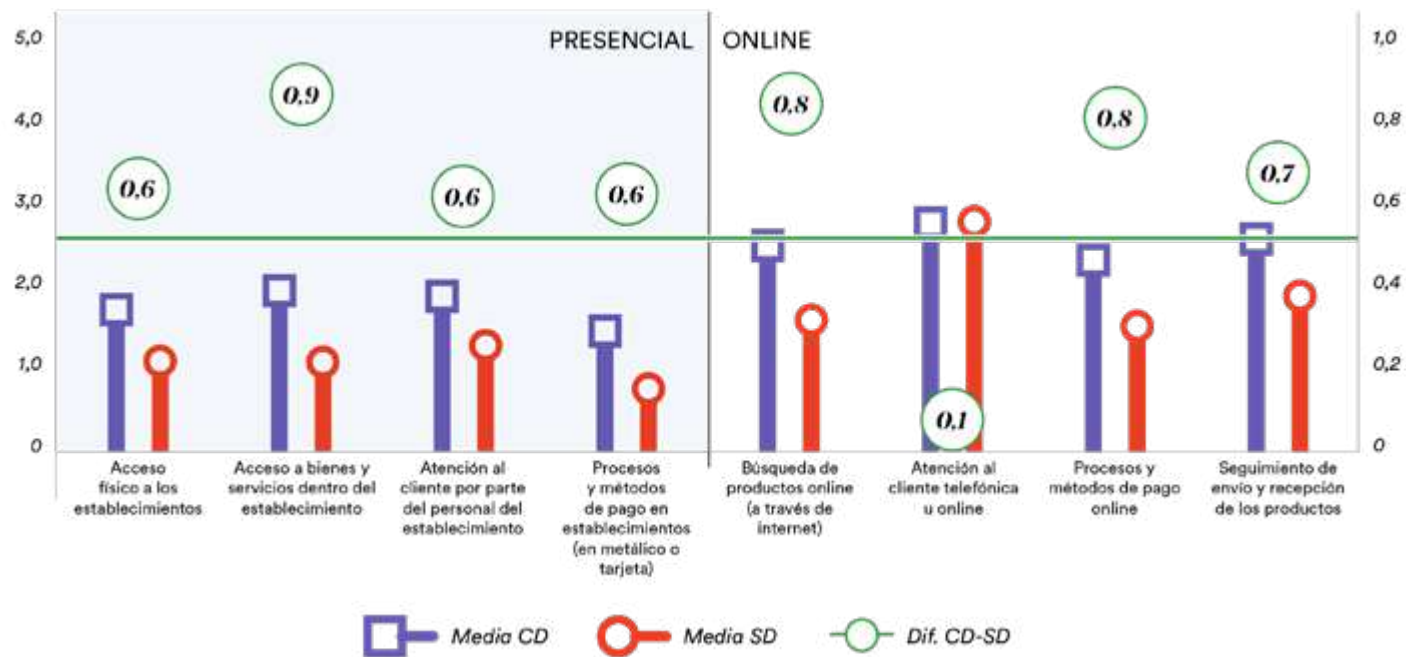 PRESENCIAL
ONLINE
5,0
4,0
3,0
2,0
1,0
0
1,0
0,8
0,6
0,4
0,2
0
0,6
0,9
0,6
0,6
0,8
0,1
0,8
0,7
Acceso
físico a los
establecimientos
Acceso a bienes y
servicios dentro del
establecimiento
Atención al
cliente por parte
del personal del
establecimiento
Procesos
y métodos
de pago en
establecimientos
(en metálico o
tarjeta)
Búsqueda de
productos online
(a través de
internet)
Atención al
cliente telefónica
u online
Procesos y
métodos de pago
online
Seguimiento de
envío y recepción
de los productos
Media CD
Media SD
Dif. CD-SD